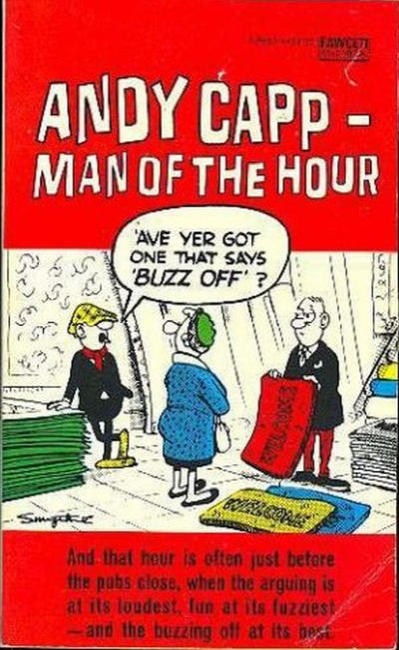 FAWCETT
ANDY CAPP –
MAN OF THE HOUR
'AVE YER GOT
ONE THAT SAYS
'BUZZ OFF' ?
WELCOME
WELCOME
Smythe
And that hour is often just before
the pubs close, when the arguing is
at its loudest, fun at its fuzziest
—and the buzzing off at its best.